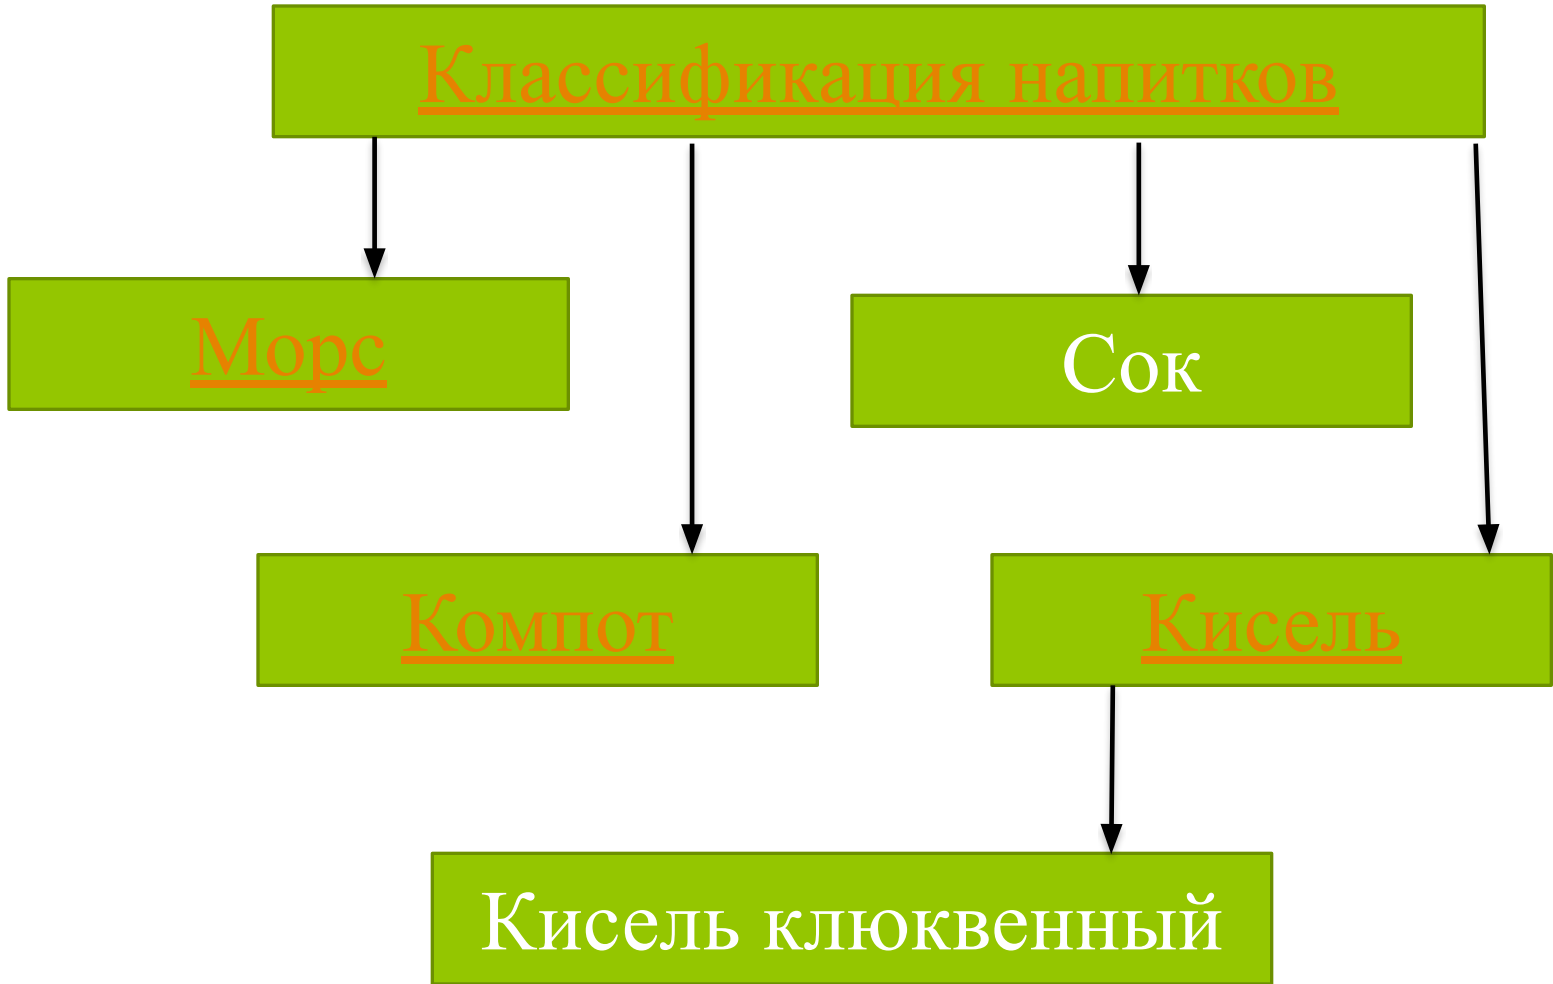 Классификация напитков
Морс
Сок
Компот
Кисель
Кисель клюквенный